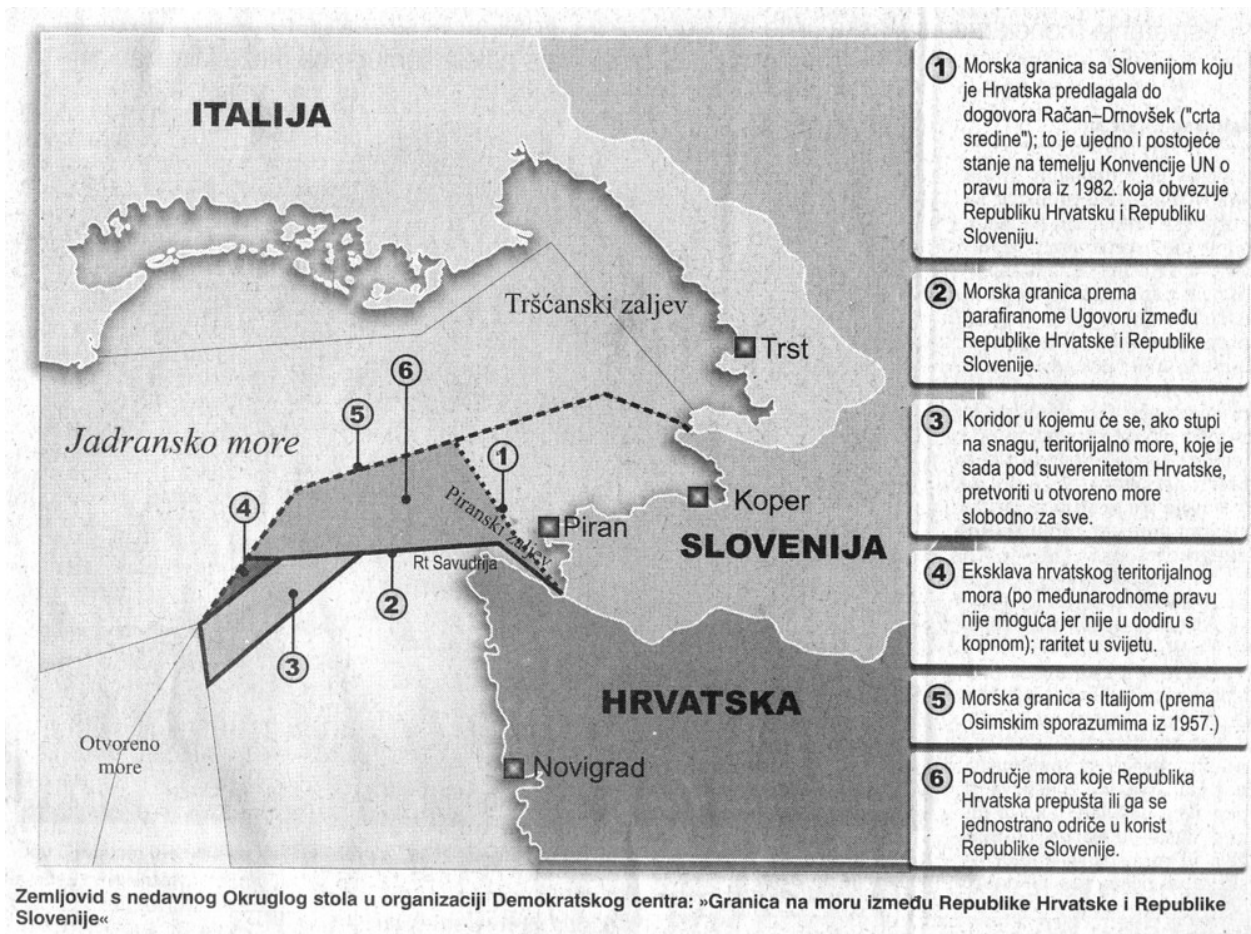 ITALIJA
Tršćanski zaljev
Trst
6
5
Jadransko more
1
Koper
4
Piranski zaljev
Piran
SLOVENIJA
Rt Savudrija
2
3
HRVATSKA
Otvoreno
more
Novigrad
1 Morska granica sa Slovenijom koju
je Hrvatska predlagala do
dogovora Račan–Drnovšek ("crta
sredine"); to je ujedno i postojeće
stanje na temelju Konvencije UN o
pravu mora iz 1982. koja obvezuje
Republiku Hrvatsku i Republiku
Sloveniju.
2 Morska granica prema
parafiranome Ugovoru između
Republike Hrvatske i Republike
Slovenije.
3 Koridor u kojemu će se, ako stupi
na snagu, teritorijalno more, koje je
sada pod suverenitetom Hrvatske,
pretvoriti u otvoreno more
slobodno za sve.
4 Eksklava hrvatskog teritorijalnog
mora (po međunarodnome pravu
nije moguća jer nije u dodiru s
kopnom); raritet u svijetu.
5 Morska granica s Italijom (prema
Osimskim sporazumima iz 1957.)
6 Područje mora koje Republika
Hrvatska prepušta ili ga se
jednostrano odriče u korist
Republike Slovenije.
Zemljovid s nedavnog Okruglog stola u organizaciji Demokratskog centra: »Granica na moru između Republike Hrvatske i Republike
Slovenije«